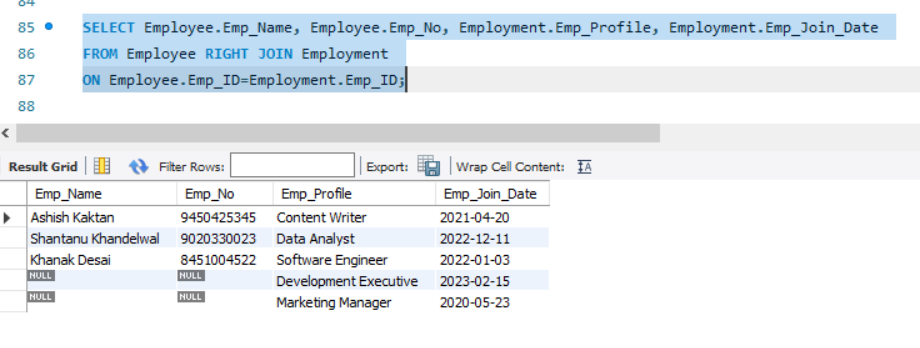 84
85 SELECT Employee.Emp_Name, Employee.Emp_No, Employment.Emp_Profile, Employment.Emp_Join_Date
86 FROM Employee RIGHT JOIN Employment
87 ON Employee.Emp_ID=Employment.Emp_ID;
88
Result Grid Filter Rows: Export: Wrap Cell Content: IA
Emp_Name Emp_No Emp_Profile Emp_Join_Date
Ashish Kaktan 9450425345 Content Writer 2021-04-20
Shantanu Khandelwal 9020330023 Data Analyst 2022-12-11
Khanak Desai 8451004522 Software Engineer 2022-01-03
NULL NULL Development Executive 2023-02-15
NULL NULL Marketing Manager 2020-05-23